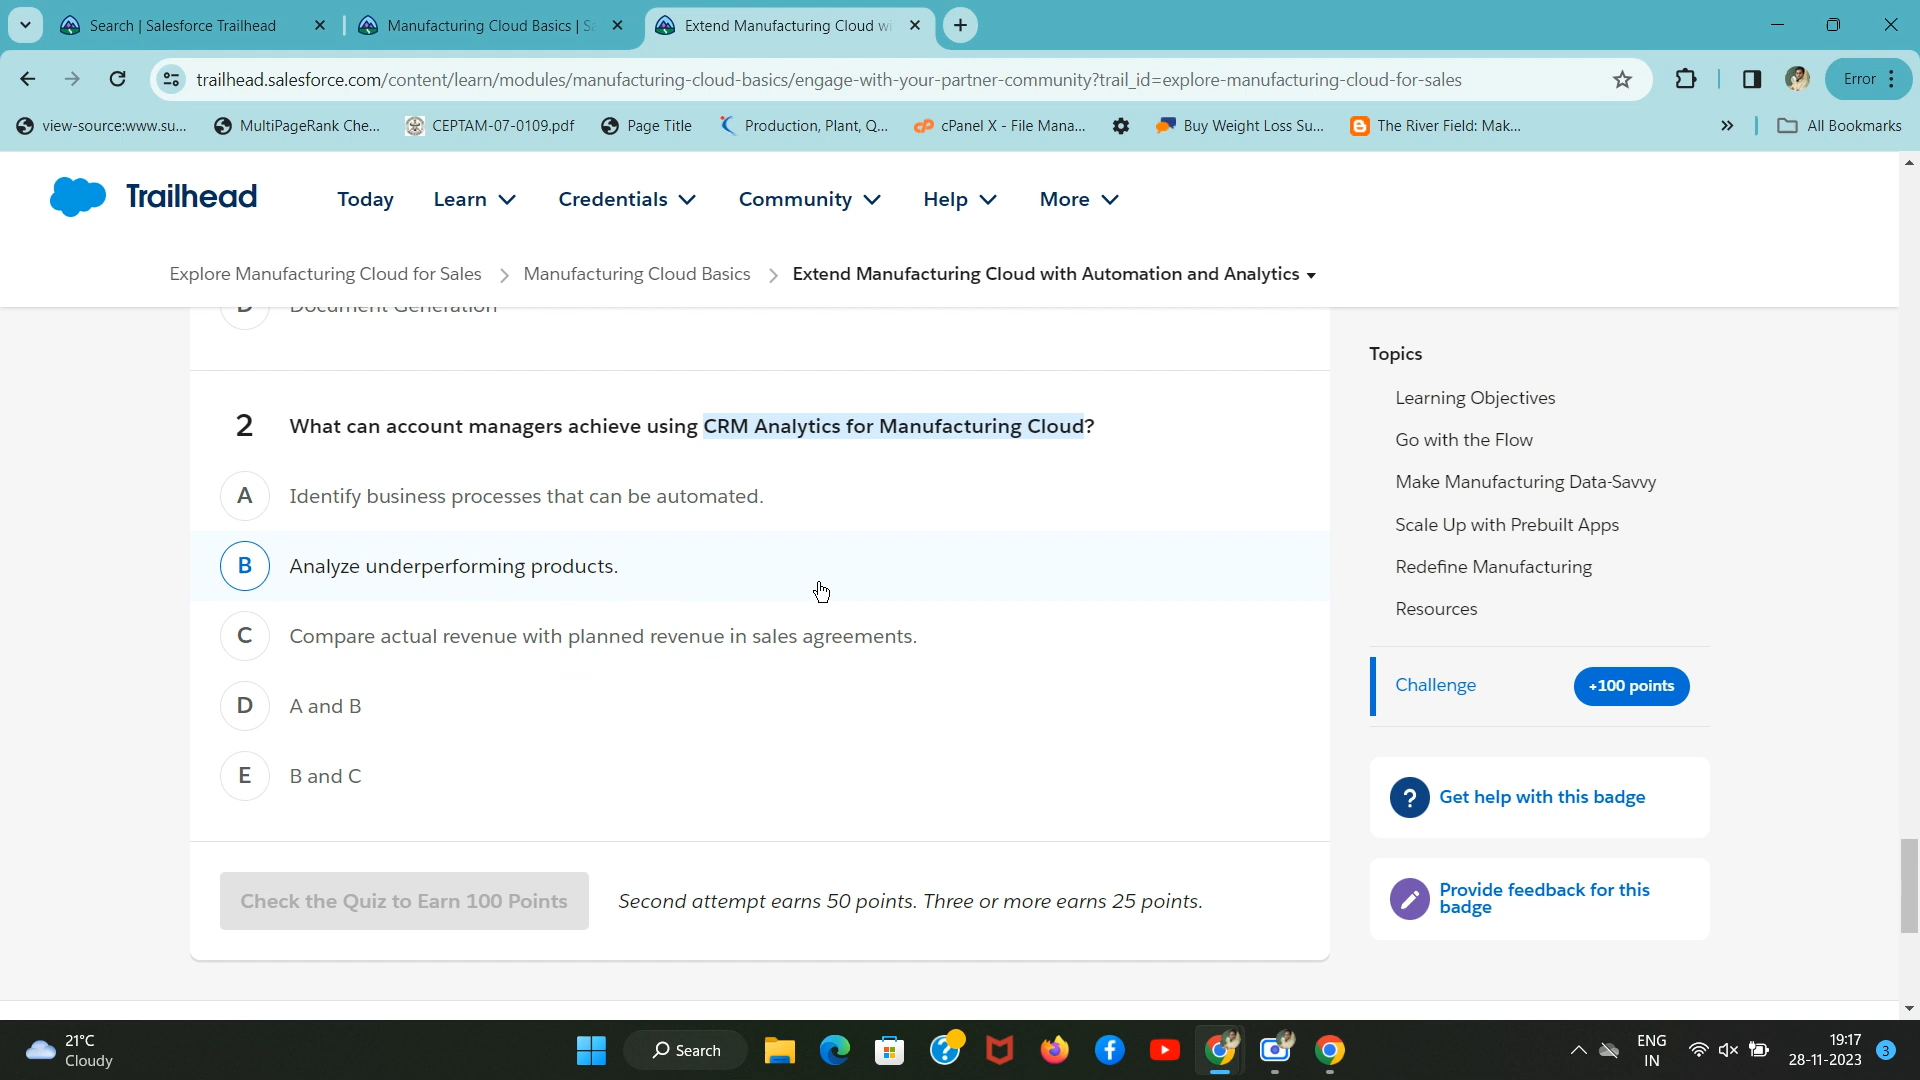 Search | Salesforce Trailhead
Manufacturing Cloud Basics | Sa
Extend Manufacturing Cloud wi
trailhead.salesforce.com/content/learn/modules/manufacturing-cloud-basics/engage-with-your-partner-community?trail_id=explore-manufacturing-cloud-for-sales
Error
view-source:www.su...
MultiPageRank Che...
CEPTAM-07-0109.pdf
Page Title
Production, Plant, Q...
cPanel X - File Mana...
Buy Weight Loss Su...
The River Field: Mak...
All Bookmarks
Trailhead
Today
Learn
Credentials
Community
Help
More
Explore Manufacturing Cloud for Sales
Manufacturing Cloud Basics
Extend Manufacturing Cloud with Automation and Analytics
D Document Generation
2 What can account managers achieve using CRM Analytics for Manufacturing Cloud?
A Identify business processes that can be automated.
B Analyze underperforming products.
C Compare actual revenue with planned revenue in sales agreements.
D A and B
E B and C
Check the Quiz to Earn 100 Points
Second attempt earns 50 points. Three or more earns 25 points.
Topics
Learning Objectives
Go with the Flow
Make Manufacturing Data-Savvy
Scale Up with Prebuilt Apps
Redefine Manufacturing
Resources
Challenge
+100 points
? Get help with this badge
Provide feedback for this
badge
21°C
Cloudy
Search
ENG
IN
19:17
28-11-2023
3